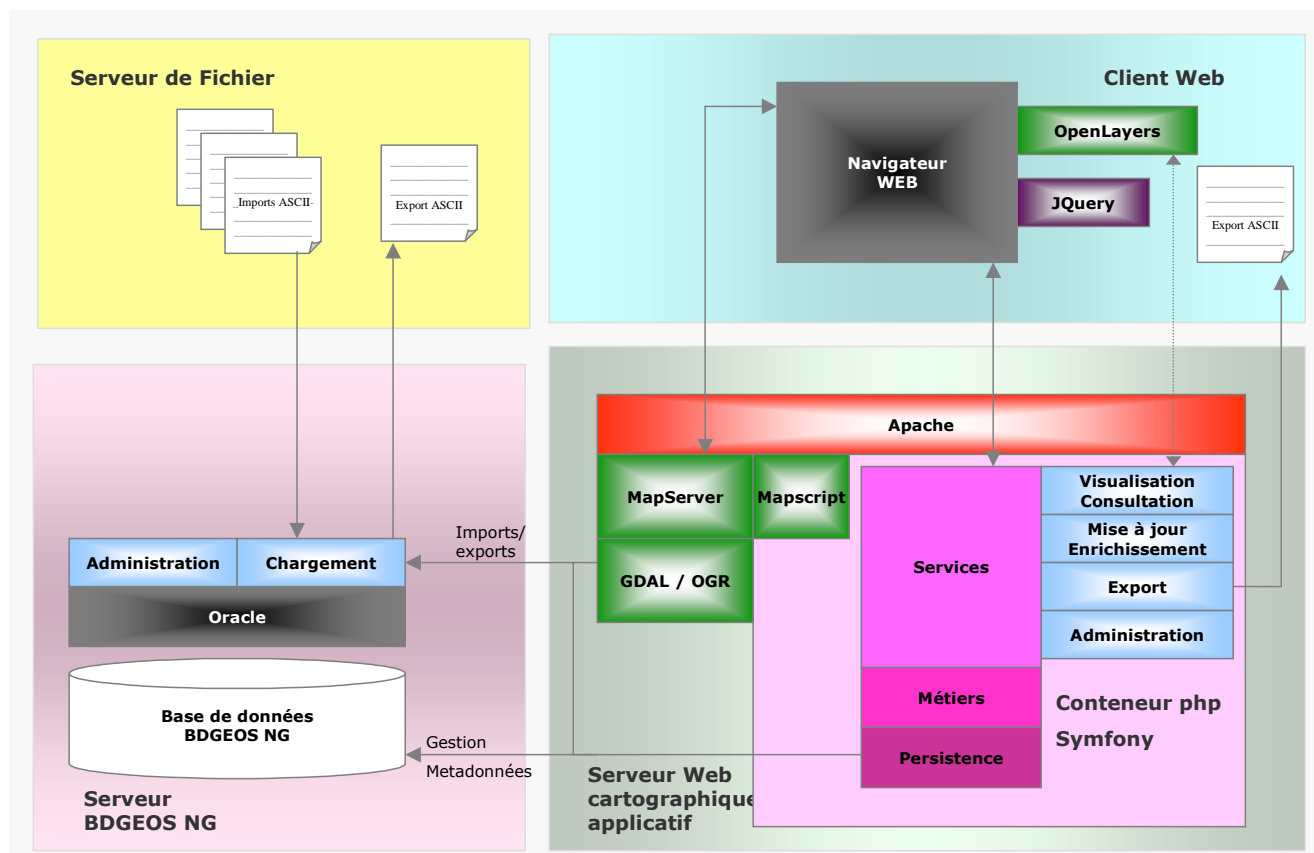 Serveur de Fichier
Imports ASCII
Export ASCII
Client Web
Navigateur
WEB
OpenLayers
JQuery
Export ASCII
Apache
MapServer
Mapscript
GDAL / OGR
Services
Visualisation
Consultation
Mise à jour
Enrichissement
Export
Administration
Métiers
Persistence
Conteneur php
Symfony
Serveur Web
cartographique
applicatif
Imports/
exports
Administration
Chargement
Oracle
Base de données
BDGEOS NG
Gestion
Metadonnées
Serveur
BDGEOS NG